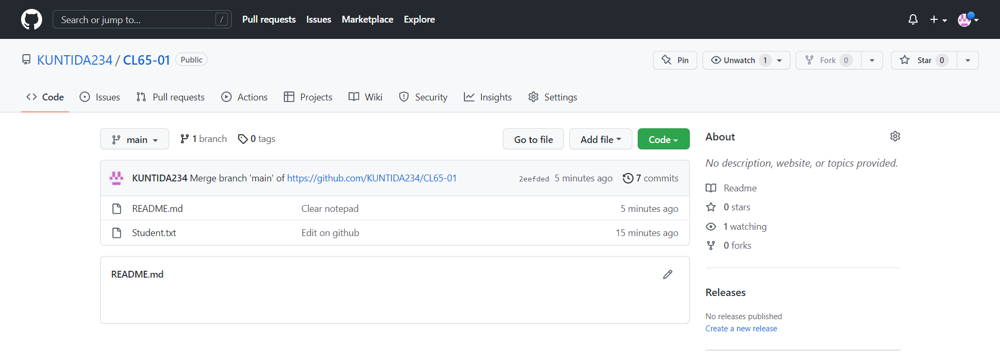 Search or jump to... /
Pull requests Issues Marketplace Explore
KUNTIDA234 / CL65-01 Public
Pin Unwatch 1 Fork 0 Star 0
Code Issues Pull requests Actions Projects Wiki Security Insights Settings
main 1 branch 0 tags Go to file Add file Code
KUNTIDA234 Merge branch 'main' of https://github.com/KUNTIDA234/CL65-01 2eefded 5 minutes ago 7 commits
README.md Clear notepad 5 minutes ago
Student.txt Edit on github 15 minutes ago
README.md
About
No description, website, or topics provided.
Readme
0 stars
1 watching
0 forks
Releases
No releases published
Create a new release